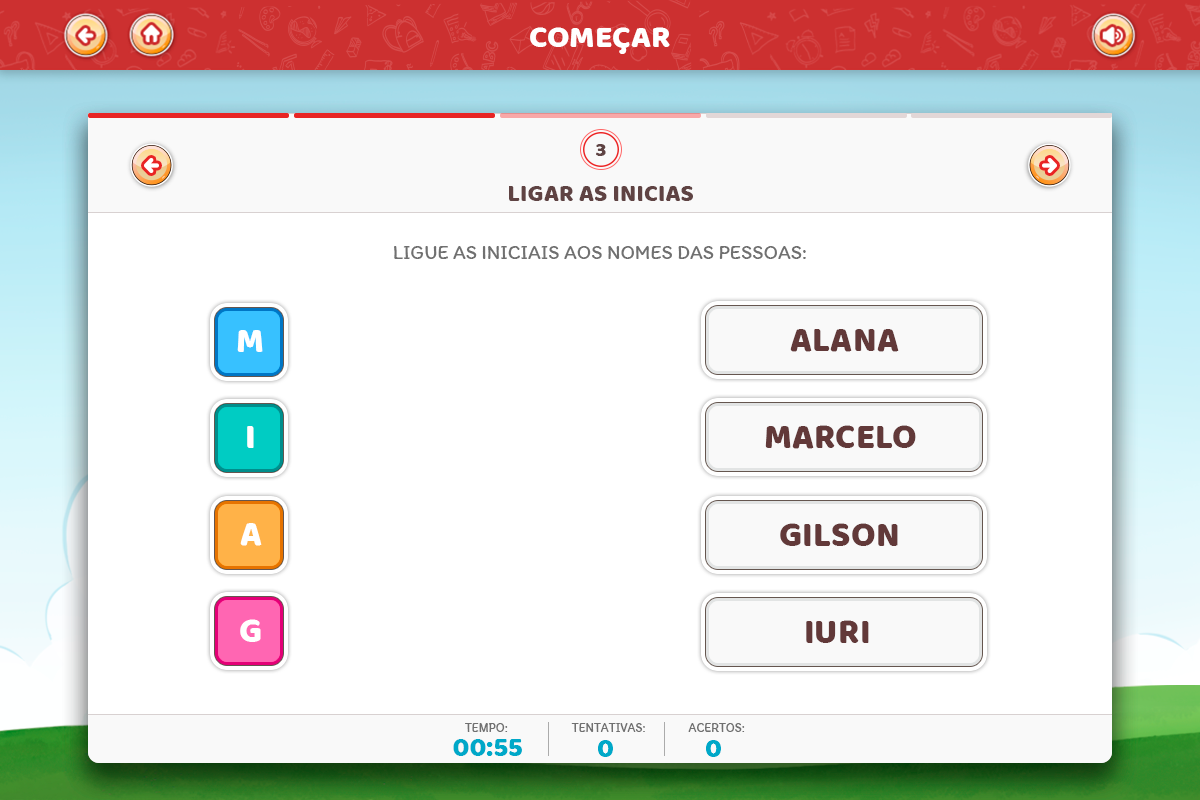 COMEÇAR
3
LIGAR AS INICIAS
LIGUE AS INICIAIS AOS NOMES DAS PESSOAS:
M ALANA
I MARCELO
A GILSON
G IURI
TEMPO: TENTATIVAS: ACERTOS:
00:55 0 0